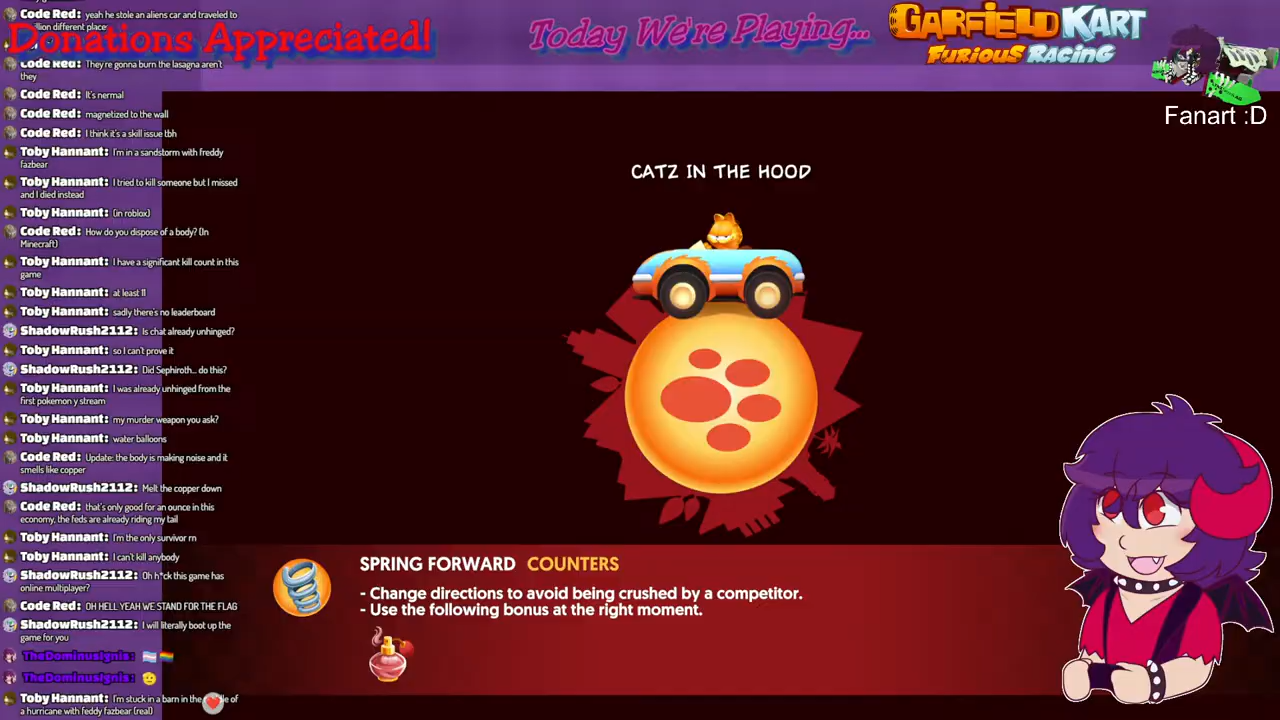 Code Red: yeah he stole an aliens car and traveled to
different place
Donations Appreciated!
Today We're Playing...
GARFIELD KART
FURIOUS RACING
Fanart :D
Code Red: They're gonna burn the lasagna aren't
they
Code Red: It's nermal
Code Red: magnetized to the wall
Code Red: I think it's a skill issue tbh
Toby Hannant: I'm in a sandstorm with freddy
fazbear
Toby Hannant: I tried to kill someone but I missed
and I died instead
Toby Hannant: (in roblox)
Code Red: How do you dispose of a body? (In
Minecraft)
Toby Hannant: I have a significant kill count in this
game
Toby Hannant: at least 11
Toby Hannant: sadly there's no leaderboard
ShadowRush2112: Is chat already unhinged?
Toby Hannant: so I can't prove it
ShadowRush2112: Did Sephiroth... do this?
Toby Hannant: I was already unhinged from the
first pokemon y stream
Toby Hannant: my murder weapon you ask?
Toby Hannant: water balloons
Code Red: Update: the body is making noise and it
smells like copper
ShadowRush2112: Melt the copper down
Code Red: that's only good for an ounce in this
economy, the feds are already riding my tail
Toby Hannant: I'm the only survivor rn
Toby Hannant: I can't kill anybody
ShadowRush2112: Oh h*ck this game has
online multiplayer?
Code Red: OH HELL YEAH WE STAND FOR THE FLAG
ShadowRush2112: I will literally boot up the
game for you
TheDominusIgnis:
TheDominusIgnis:
Toby Hannant: I'm stuck in a barn in the of
a hurricane with feddy fazbear (real)
CATZ IN THE HOOD
SPRING FORWARD COUNTERS
- Change directions to avoid being crushed by a competitor.
- Use the following bonus at the right moment.